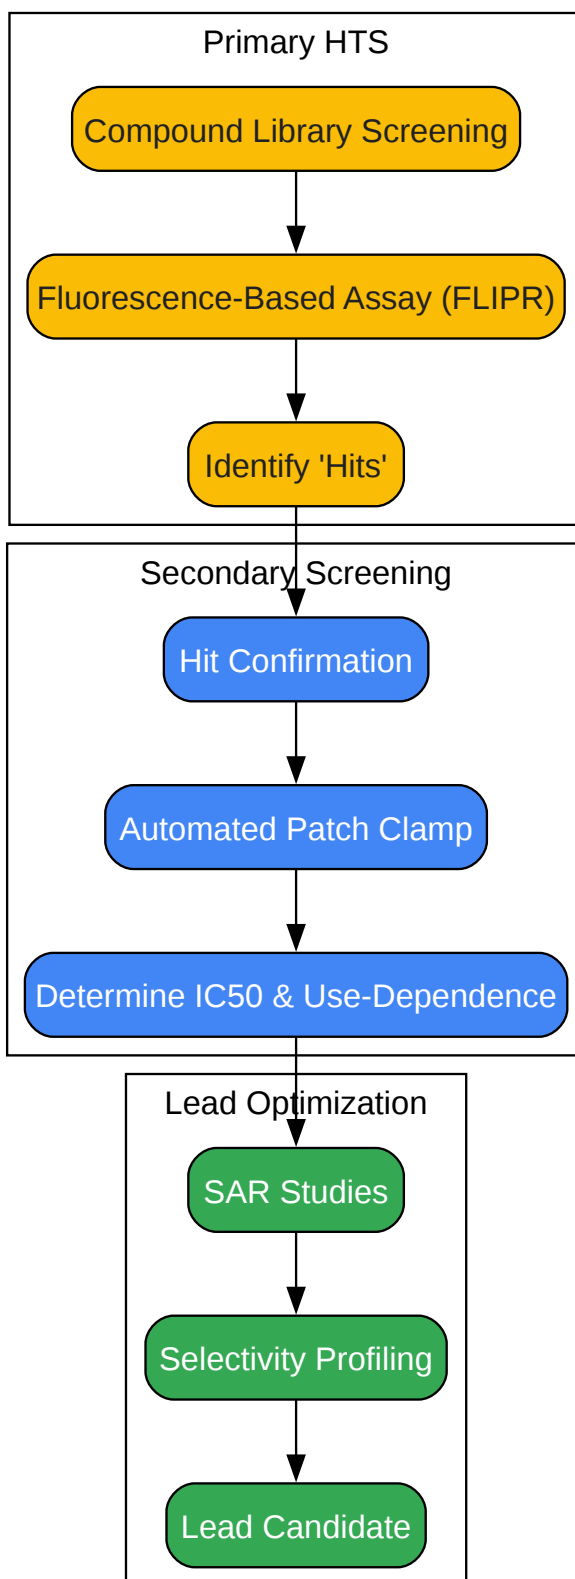 Primary HTS
Compound Library Screening
Fluorescence-Based Assay (FLIPR)
Identify 'Hits'
Secondary Screening
Hit Confirmation
Automated Patch Clamp
Determine IC50 & Use-Dependence
Lead Optimization
SAR Studies
Selectivity Profiling
Lead Candidate